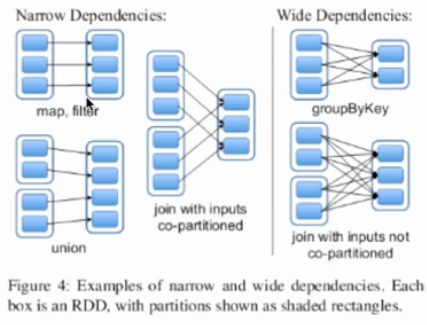 Narrow Dependencies:
Wide Dependencies:
map, filter
groupByKey
join with inputs
co-partitioned
union
join with inputs not
co-partitioned
Figure 4: Examples of narrow and wide dependencies. Each
box is an RDD, with partitions shown as shaded rectangles.